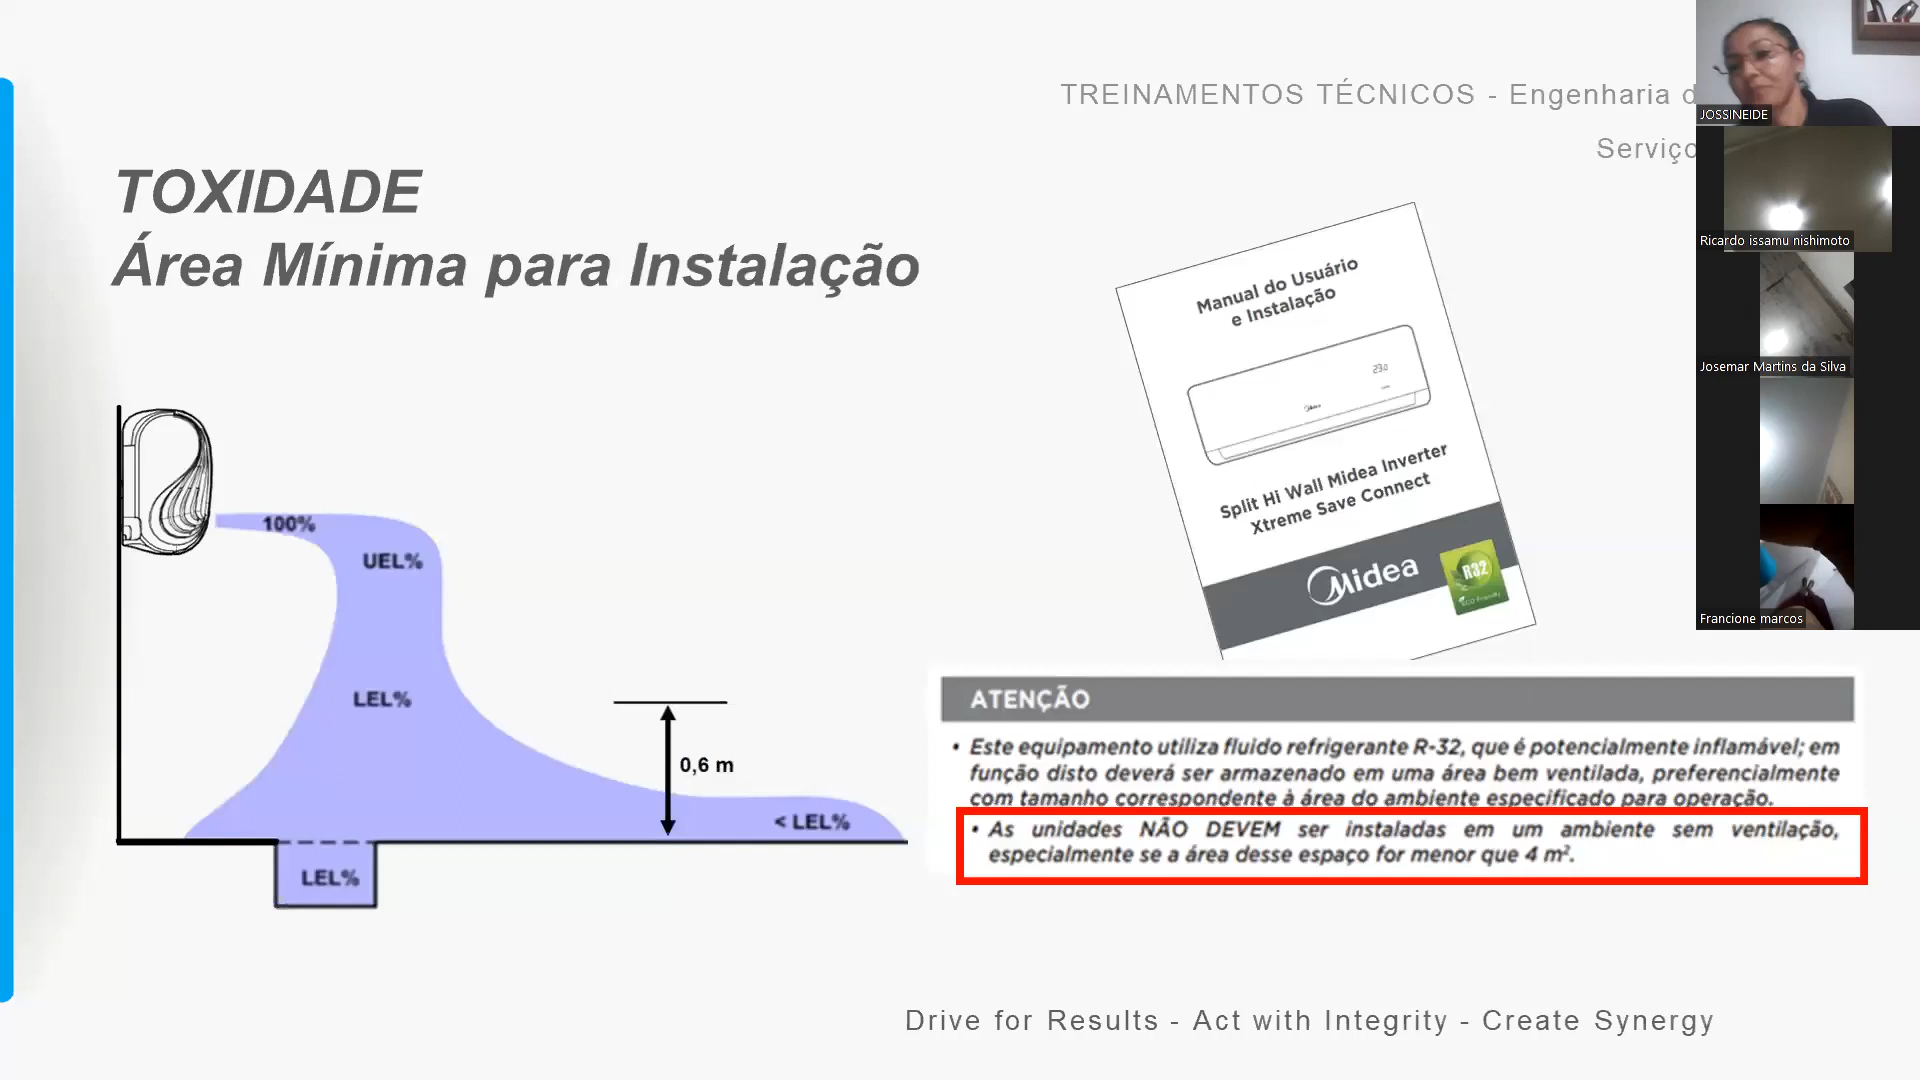 TREINAMENTOS TÉCNICOS - Engenharia d
Serviço
TOXIDADE
Área Mínima para Instalação
100%
UEL%
LEL%
0,6 m
< LEL%
LEL%
Manual do Usuário
e Instalação
23.0
Midea
Split Hi Wall Midea Inverter
Xtreme Save Connect
Midea
R32
ECO Friendly
ATENÇÃO
• Este equipamento utiliza fluido refrigerante R-32, que é potencialmente inflamável; em
função disto deverá ser armazenado em uma área bem ventilada, preferencialmente
com tamanho correspondente à área do ambiente especificado para operação.
• As unidades NÃO DEVEM ser instaladas em um ambiente sem ventilação,
especialmente se a área desse espaço for menor que 4 m².
Drive for Results - Act with Integrity - Create Synergy
JOSSINEIDE
Ricardo issamu nishimoto
Josemar Martins da Silva
Francione marcos